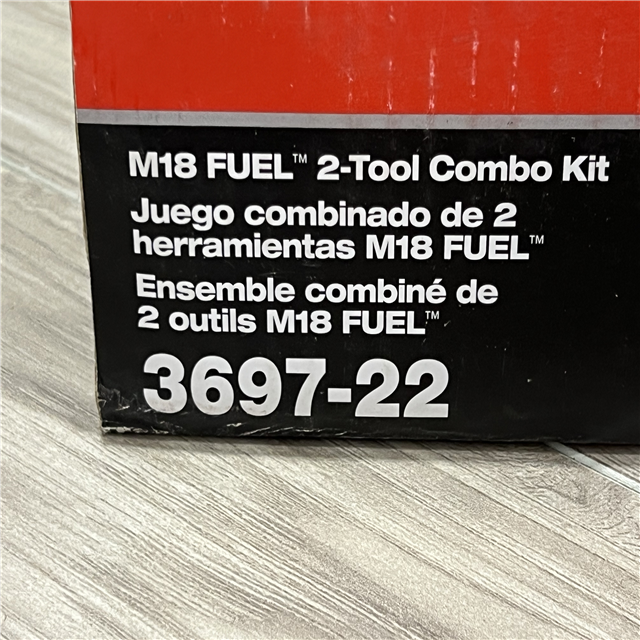 M18 FUEL™ 2-Tool Combo Kit
Juego combinado de 2
herramientas M18 FUEL™
Ensemble combiné de
2 outils M18 FUEL™
3697-22